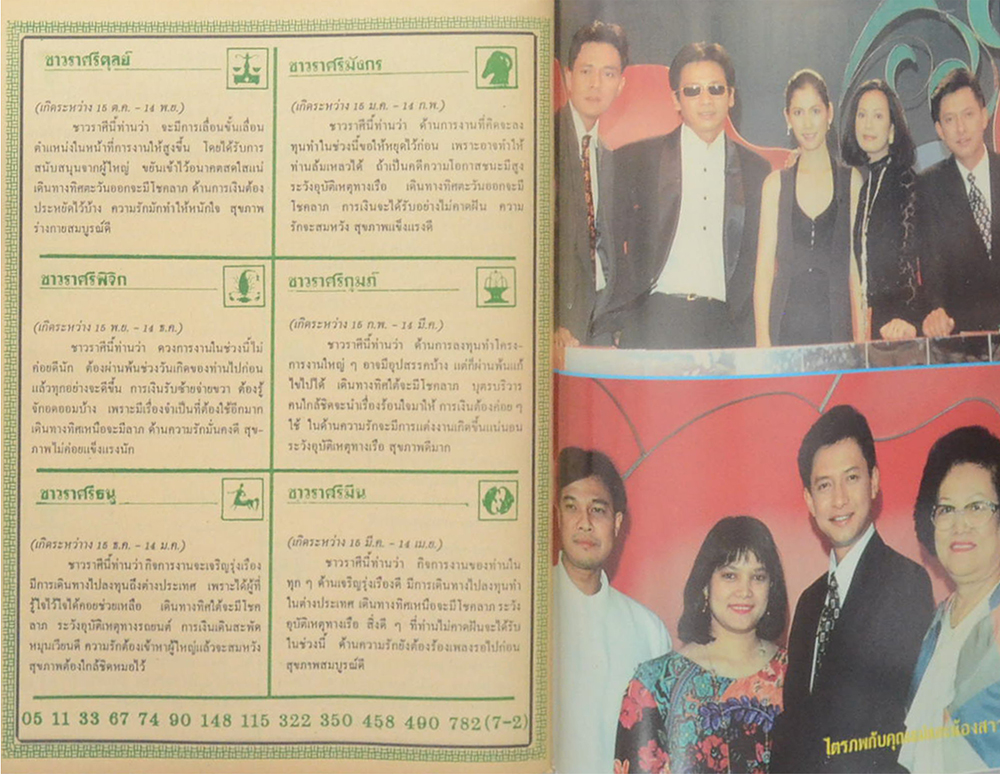 ชาวราศรีตุลย์
(เกิดระหว่าง 15 ต.ค. - 14 พ.ย.)
ชาวราศีนี้ท่านว่า จะมีการเลื่อนขั้นเลื่อน
ตำแหน่งในหน้าที่การงานให้สูงขึ้น โดยได้รับการ
สนับสนุนจากผู้ใหญ่ ขยันเข้าไว้อนาคตสดใสแน่
เดินทางทิศตะวันออกจะมีโชคลาภ ด้านการเงินต้อง
ประหยัดไว้บ้าง ความรักมักทำให้หนักใจ สุขภาพ
ร่างกายสมบูรณ์ดี
ชาวราศรีพิจิก
(เกิดระหว่าง 15 พ.ย. - 14 ธ.ค.)
ชาวราศีนี้ท่านว่า ดวงการงานในช่วงนี้ไม่
ค่อยดีนัก ต้องผ่านพ้นช่วงวันเกิดของท่านไปก่อน
แล้วทุกอย่างจะดีขึ้น การเงินรับซ้ายจ่ายขวา ต้องรู้
จักอดออมบ้าง เพราะมีเรื่องจำเป็นที่ต้องใช้อีกมาก
เดินทางทิศเหนือจะมีลาภ ด้านความรักมั่นคงดี สุข-
ภาพไม่ค่อยแข็งแรงนัก
ชาวราศรีธนู
(เกิดระหว่าง 15 ธ.ค. - 14 ม.ค.)
ชาวราศีนี้ท่านว่า กิจการงานจะเจริญรุ่งเรือง
มีการเดินทางไปลงทุนถึงต่างประเทศ เพราะได้ผู้ที่
รู้ใจไว้ใจได้คอยช่วยเหลือ เดินทางทิศใต้จะมีโชค
ลาภ ระวังอุบัติเหตุทางรถยนต์ การเงินเดินสะพัด
หมุนเวียนดี ความรักต้องเข้าหาผู้ใหญ่แล้วจะสมหวัง
สุขภาพต้องใกล้ชิดหมอไว้
ชาวราศรีมังกร
(เกิดระหว่าง 15 ม.ค. - 14 ก.พ.)
ชาวราศีนี้ท่านว่า ด้านการงานที่คิดจะลง
ทุนทำในช่วงนี้ขอให้หยุดไว้ก่อน เพราะอาจทำให้
ท่านล้มเหลวได้ ถ้าเป็นคดีความโอกาสชนะมีสูง
ระวังอุบัติเหตุทางเรือ เดินทางทิศตะวันออกจะมี
โชคลาภ การเงินจะได้รับอย่างไม่คาดฝัน ความ
รักจะสมหวัง สุขภาพแข็งแรงดี
ชาวราศรีกุมภ์
(เกิดระหว่าง 15 ก.พ. - 14 มี.ค.)
ชาวราศีนี้ท่านว่า ด้านการลงทุนทำโครง-
การงานใหญ่ ๆ อาจมีอุปสรรคบ้าง แต่ก็ผ่านพ้นแก้
ไขไปได้ เดินทางทิศใต้จะมีโชคลาภ บุตรบริวาร
คนใกล้ชิดจะนำเรื่องร้อนใจมาให้ การเงินต้องค่อย ๆ
ใช้ ในด้านความรักจะมีการแต่งงานเกิดขึ้นแน่นอน
ระวังอุบัติเหตุทางเรือ สุขภาพดีมาก
ชาวราศรีมีน
(เกิดระหว่าง 15 มี.ค. - 14 เม.ย.)
ชาวราศีนี้ท่านว่า กิจการงานของท่านใน
ทุก ๆ ด้านเจริญรุ่งเรืองดี มีการเดินทางไปลงทุนทำ
ในต่างประเทศ เดินทางทิศเหนือจะมีโชคลาภ ระวัง
อุบัติเหตุทางเรือ สิ่งดี ๆ ที่ท่านไม่คาดฝันจะได้รับ
ในช่วงนี้ ด้านความรักยังต้องร้องเพลงรอไปก่อน
สุขภาพสมบูรณ์ดี
05 11 33 67 74 90 148 115 322 350 458 490 782 (7-2)
ไตรภพกับคุณ